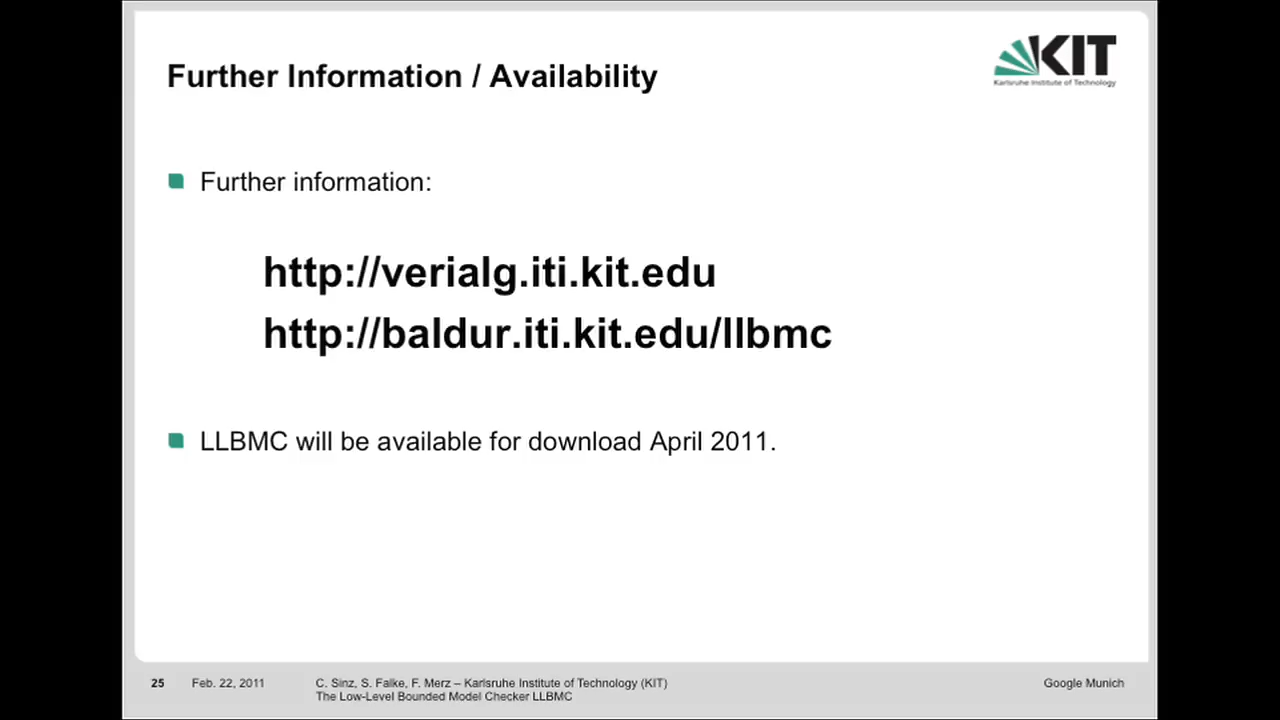 Further Information / Availability
KIT
Karlsruhe Institute of Technology
Further information:
http://verialg.iti.kit.edu
http://baldur.iti.kit.edu/llbmc
LLBMC will be available for download April 2011.
25 Feb. 22, 2011 C. Sinz, S. Falke, F. Merz – Karlsruhe Institute of Technology (KIT) Google Munich
The Low-Level Bounded Model Checker LLBMC